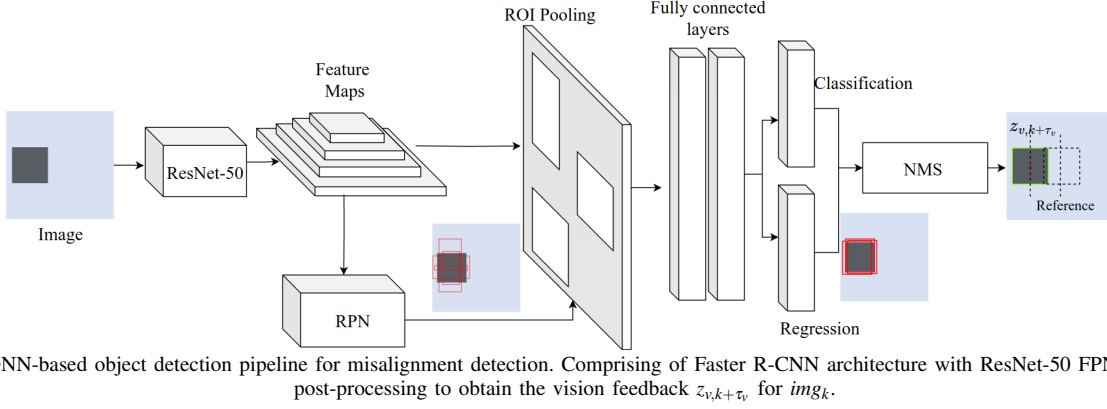 ROI Pooling
Fully connected
layers
Feature
Maps
Classification
ResNet-50
NMS
z_{v,k+τ_v}
Reference
Image
RPN
Regression
DNN-based object detection pipeline for misalignment detection. Comprising of Faster R-CNN architecture with ResNet-50 FPN
post-processing to obtain the vision feedback z_{v,k+τ_v} for img_k.